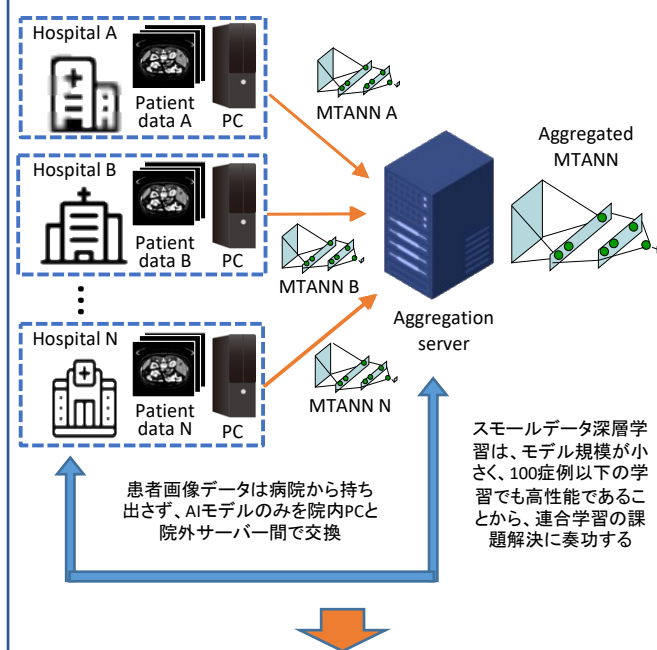 Hospital A
Patient
data A
PC
MTANN A
Hospital B
Patient
data B
PC
MTANN B
Hospital N
Patient
data N
PC
MTANN N
Aggregation
server
Aggregated
MTANN
患者画像データは病院から持ち
出さず、AIモデルのみを院内PCと
院外サーバー間で交換
スモールデータ深層学
習は、モデル規模が小
さく、100症例以下の学
習でも高性能であるこ
とから、連合学習の課
題解決に奏功する